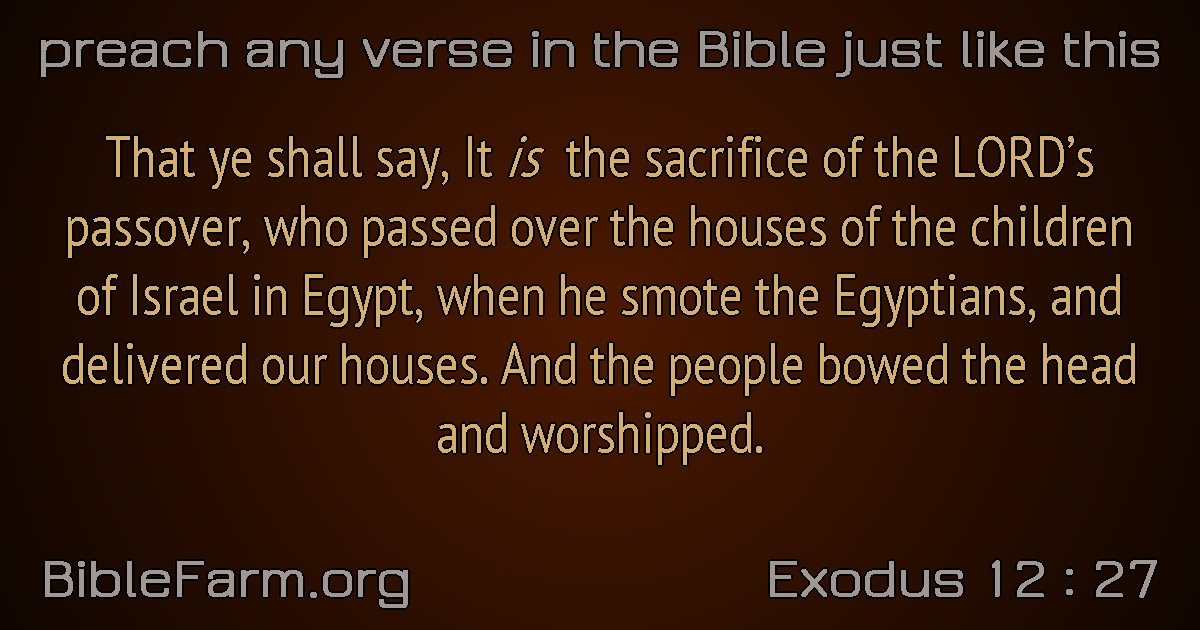 preach any verse in the Bible just like this
That ye shall say, It is the sacrifice of the LORD’s
passover, who passed over the houses of the children
of Israel in Egypt, when he smote the Egyptians, and
delivered our houses. And the people bowed the head
and worshipped.
BibleFarm.org
Exodus 12 : 27